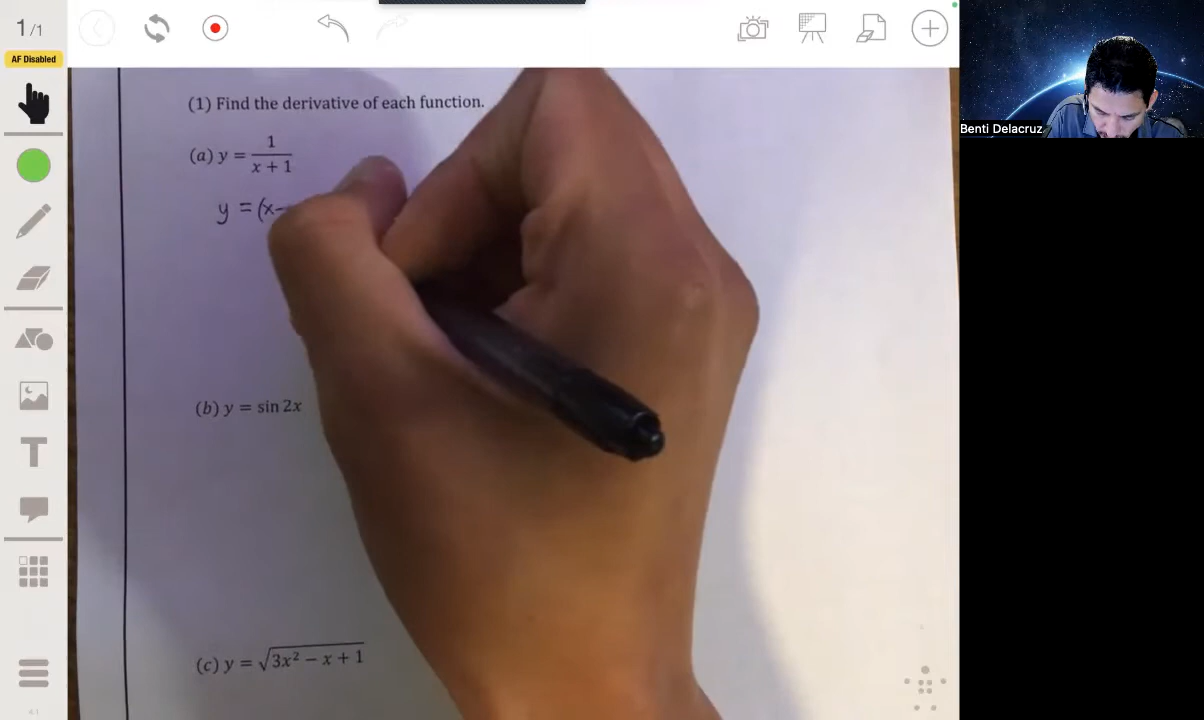 1/1
AF Disabled
Benti Delacruz
(1) Find the derivative of each function.
(a) y = 1/(x + 1)
y = (x
(b) y = sin 2x
(c) y = √(3x² − x + 1)
T